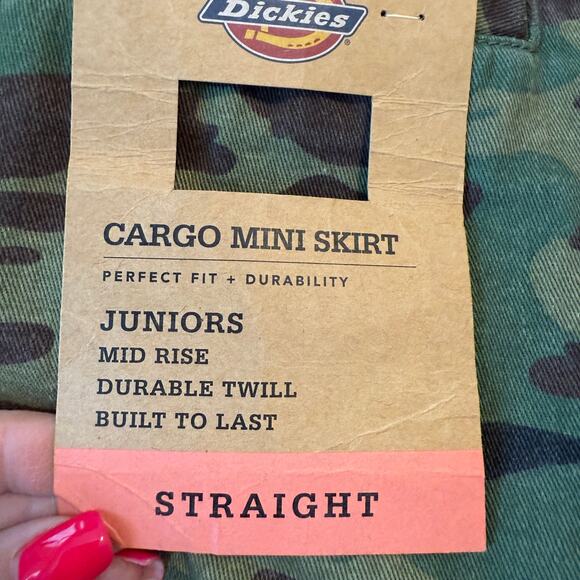 Dickies
®
CARGO MINI SKIRT
PERFECT FIT + DURABILITY
JUNIORS
MID RISE
DURABLE TWILL
BUILT TO LAST
STRAIGHT